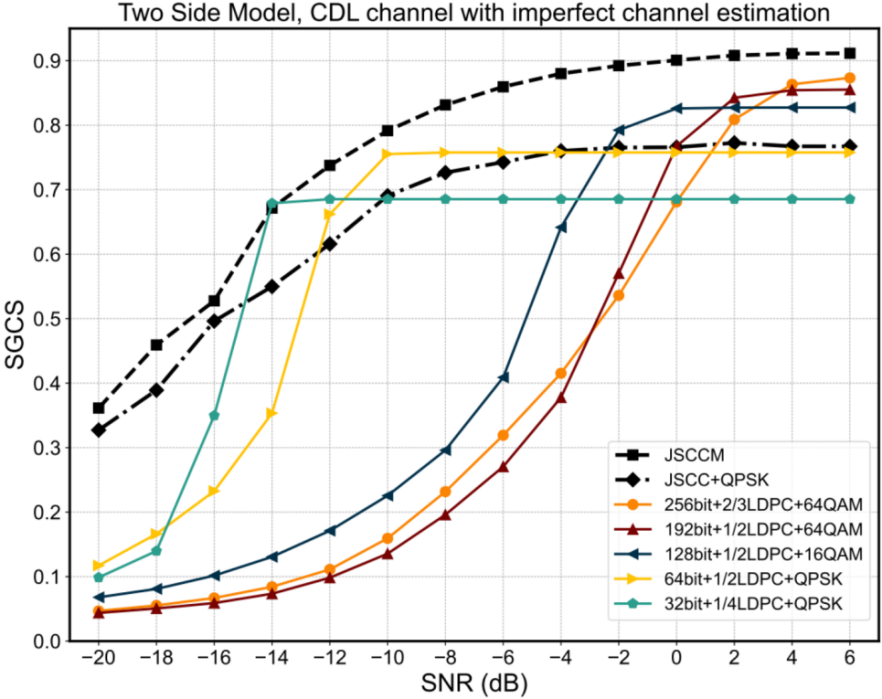 Two Side Model, CDL channel with imperfect channel estimation
SGCS
0.9
0.8
0.7
0.6
0.5
0.4
0.3
0.2
0.1
0.0
JSCCM
JSCC+QPSK
256bit+2/3LDPC+64QAM
192bit+1/2LDPC+64QAM
128bit+1/2LDPC+16QAM
64bit+1/2LDPC+QPSK
32bit+1/4LDPC+QPSK
−20 −18 −16 −14 −12 −10 −8 −6 −4 −2 0 2 4 6
SNR (dB)